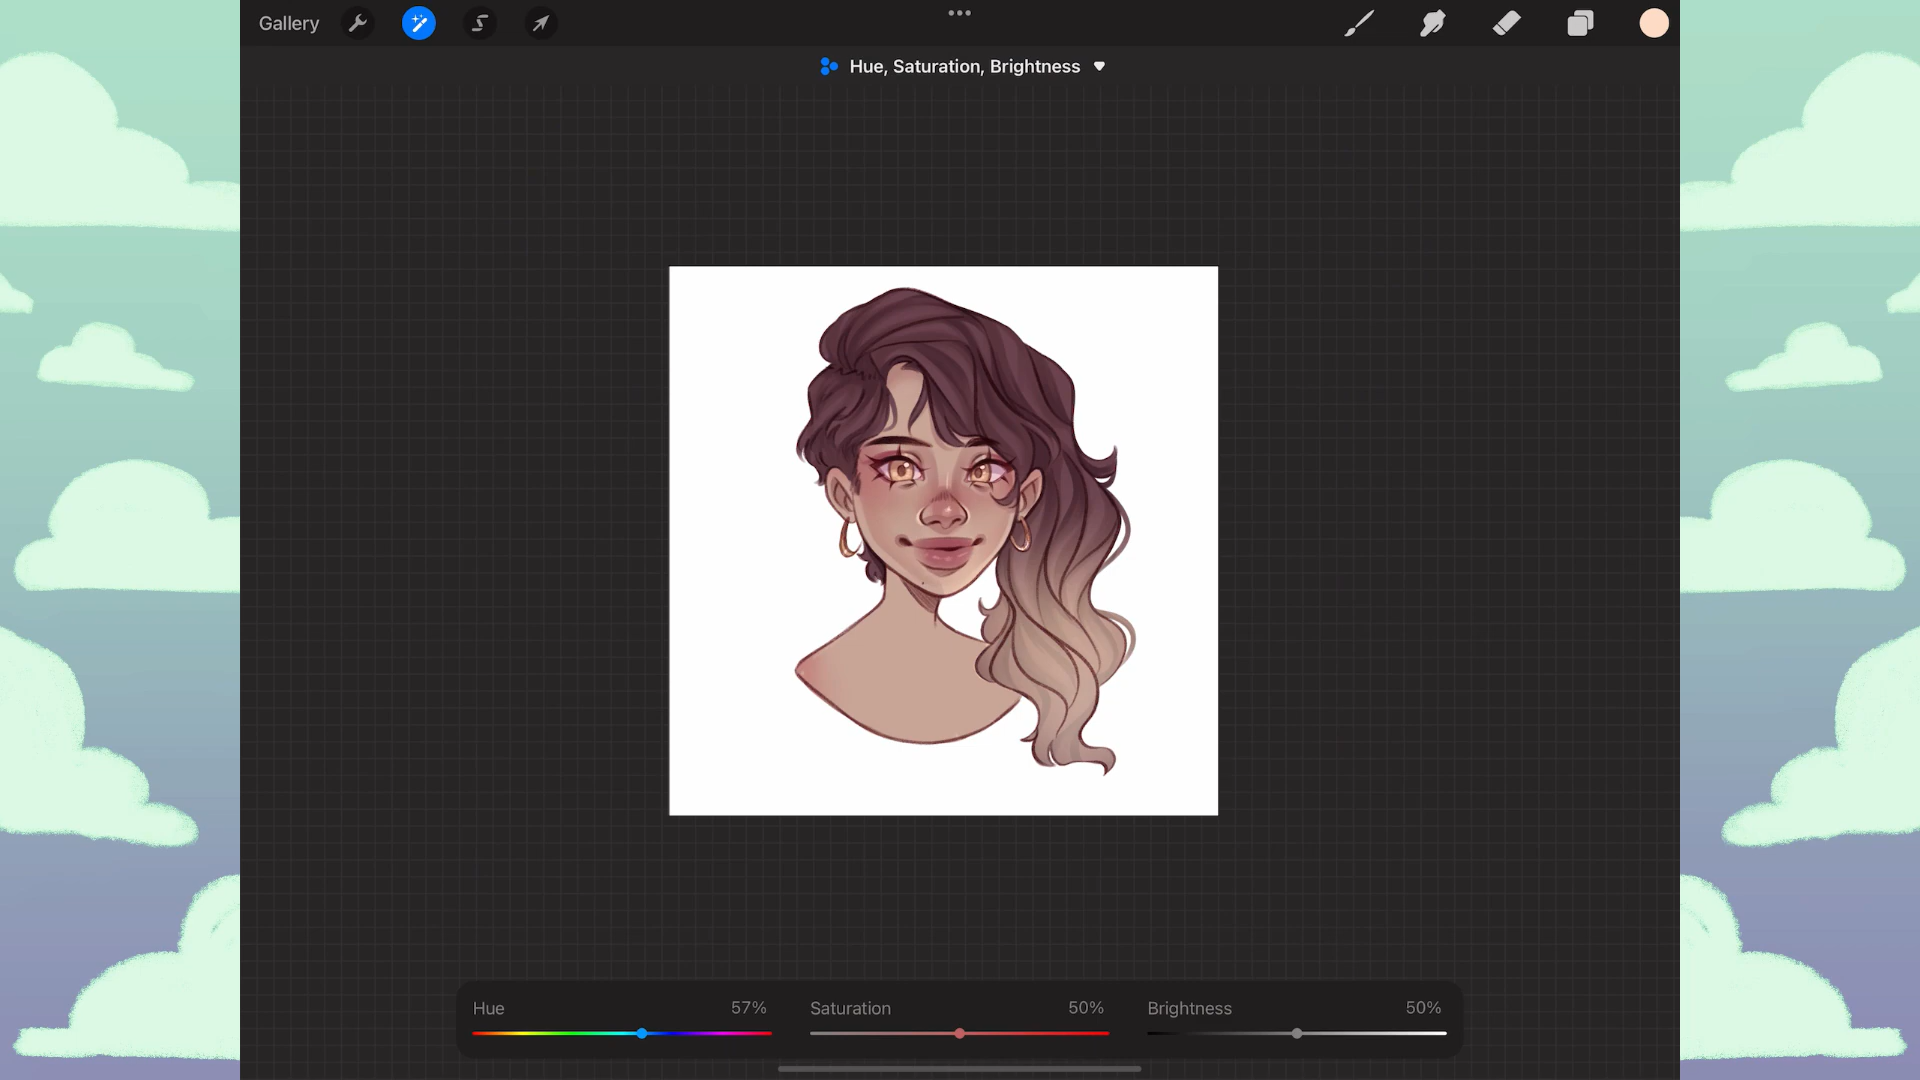 Gallery
Hue, Saturation, Brightness
Hue 57% Saturation 50% Brightness 50%